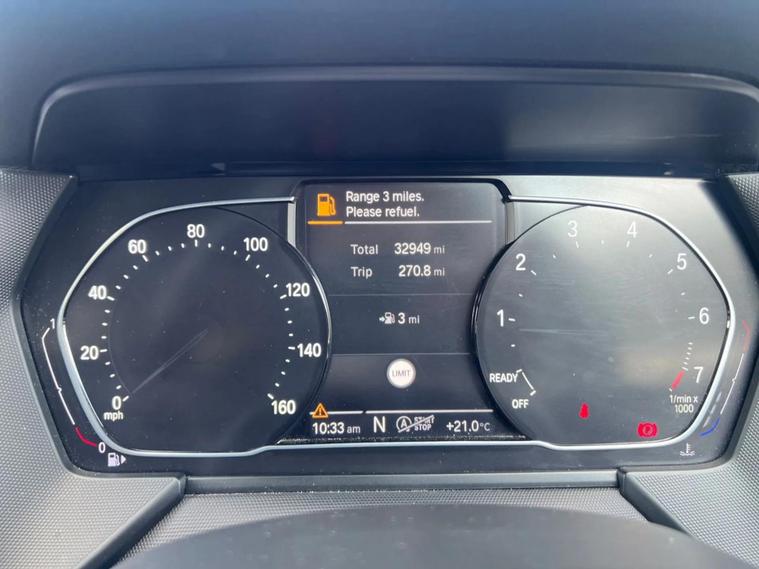 Range 3 miles.
Please refuel.
Total 32949 mi
Trip 270.8 mi
3 mi
LIMIT
10:33 am N A START STOP +21.0°C
0
20
40
60
80
100
120
140
160
mph
1
0
1
2
3
4
5
6
7
READY
OFF
1/min x
1000